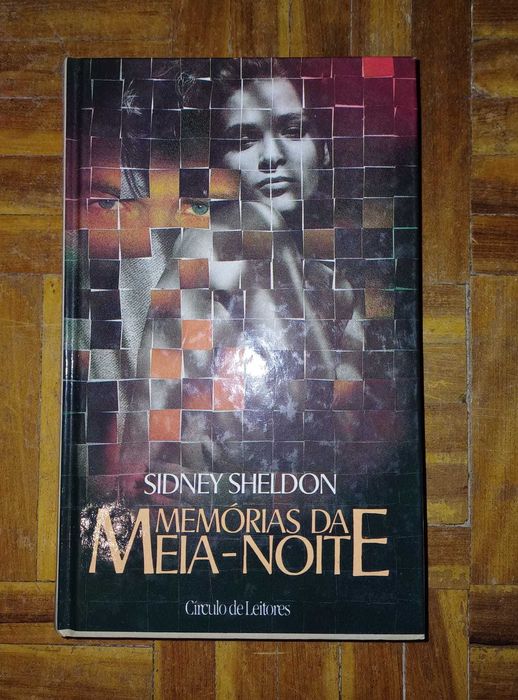 SIDNEY SHELDON
MEMÓRIAS DA
MEIA-NOITE
Círculo de Leitores